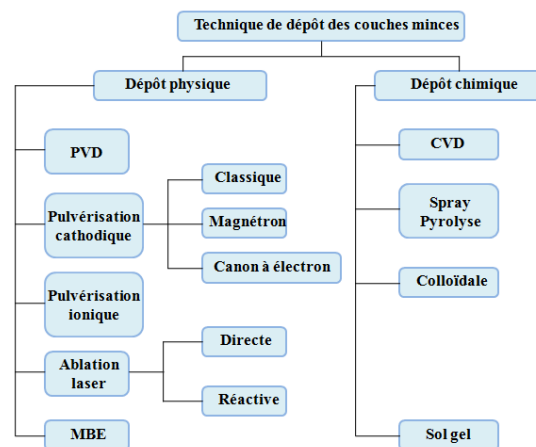 Technique de dépôt des couches minces
Dépôt physique
Dépôt chimique
PVD
Pulvérisation
cathodique
Classique
Magnétron
Canon à électron
Pulvérisation
ionique
Ablation
laser
Directe
Réactive
MBE
CVD
Spray
Pyrolyse
Colloïdale
Sol gel